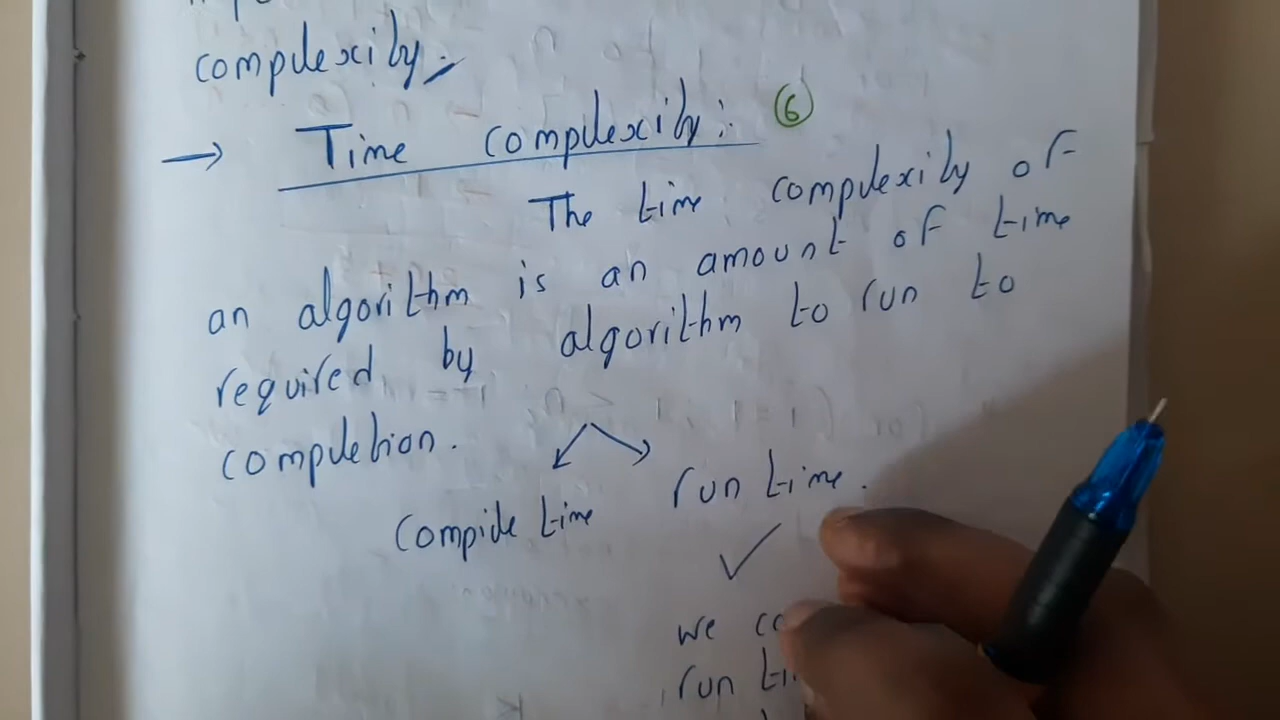 complexity.
→ Time complexity: 6
The time complexity of
an algorithm is an amount of time
required by algorithm to run to
completion.
Compile time run time.
✓
we
run